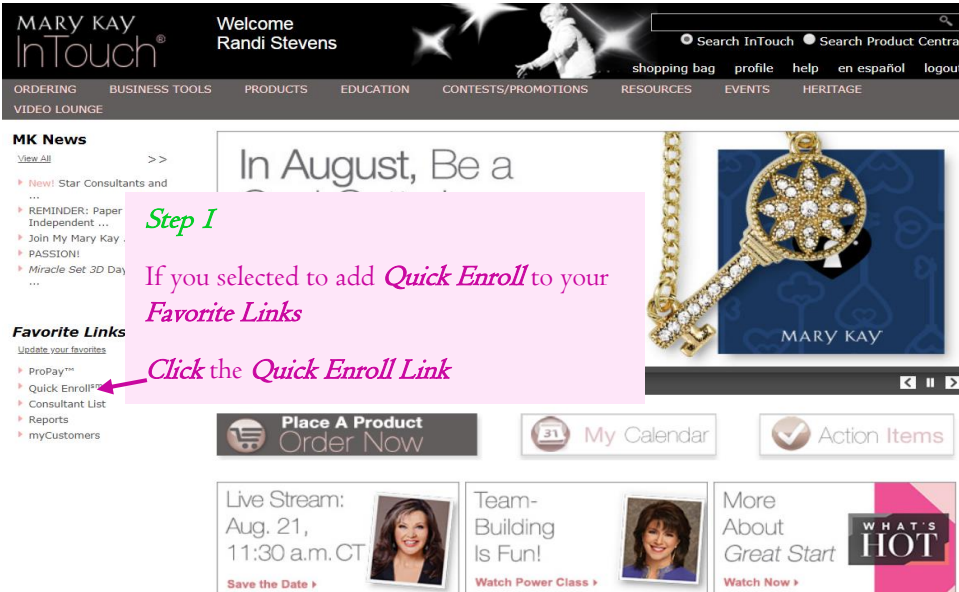 MARY KAY
InTouch®
Welcome
Randi Stevens
Search InTouch Search Product Centra
shopping bag profile help en español logout
ORDERING BUSINESS TOOLS PRODUCTS EDUCATION CONTESTS/PROMOTIONS RESOURCES EVENTS HERITAGE
VIDEO LOUNGE
MK News
View All >>
New! Star Consultants and
...
REMINDER: Paper
Independent ...
Join My Mary Kay .
PASSION!
Miracle Set 3D Day
...
Favorite Links
Update your favorites
ProPay™
Quick Enroll℠
Consultant List
Reports
myCustomers
In August, Be a
Step 1
If you selected to add Quick Enroll to your
Favorite Links
Click the Quick Enroll Link
MARY KAY
Place A Product
Order Now
31 My Calendar
Action Items
Live Stream:
Aug. 21,
11:30 a.m. CT
Save the Date
Team-
Building
Is Fun!
Watch Power Class
More
About
Great Start
Watch Now
WHAT'S
HOT